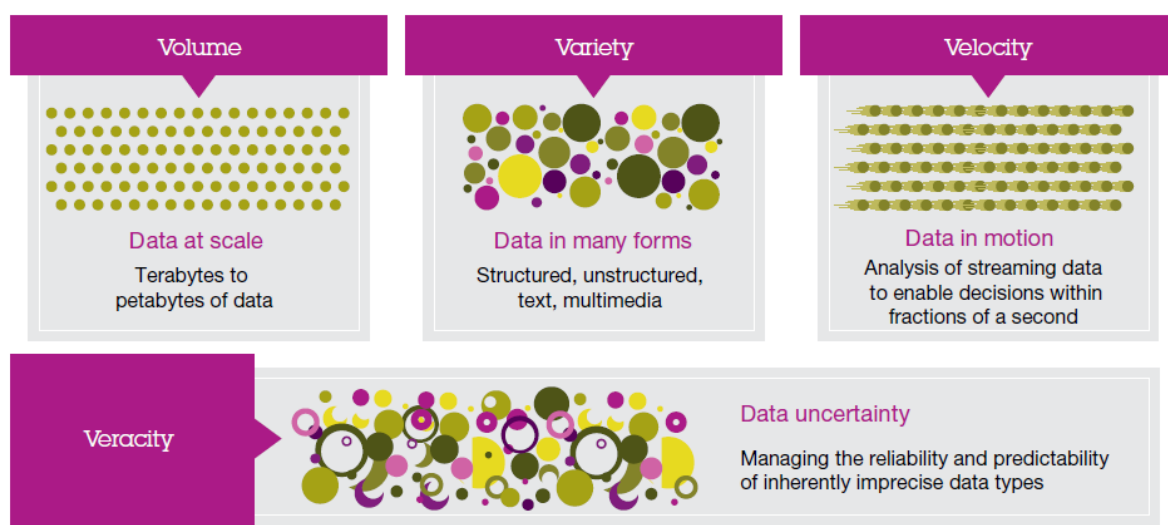 Volume
Data at scale
Terabytes to
petabytes of data
Variety
Data in many forms
Structured, unstructured,
text, multimedia
Velocity
Data in motion
Analysis of streaming data
to enable decisions within
fractions of a second
Veracity
Data uncertainty
Managing the reliability and predictability
of inherently imprecise data types